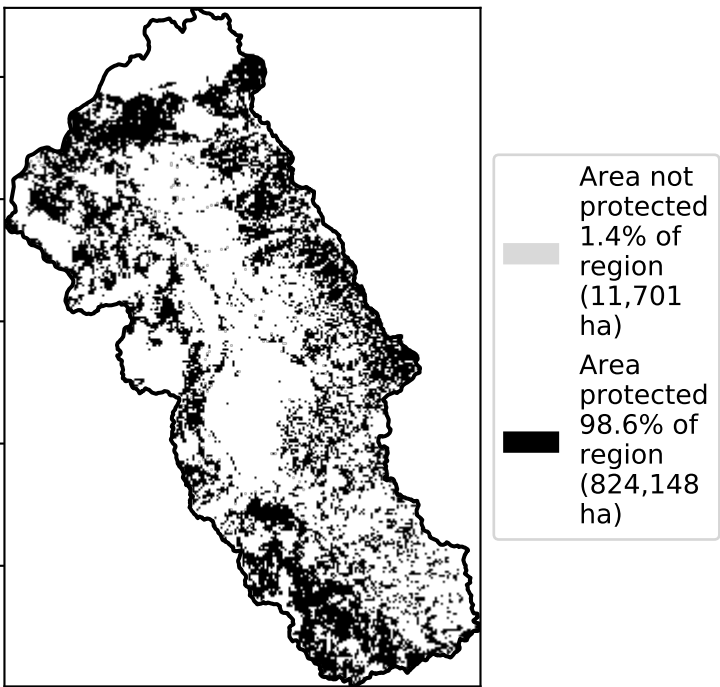 Area not
protected
1.4% of
region
(11,701
ha)
Area
protected
98.6% of
region
(824,148
ha)